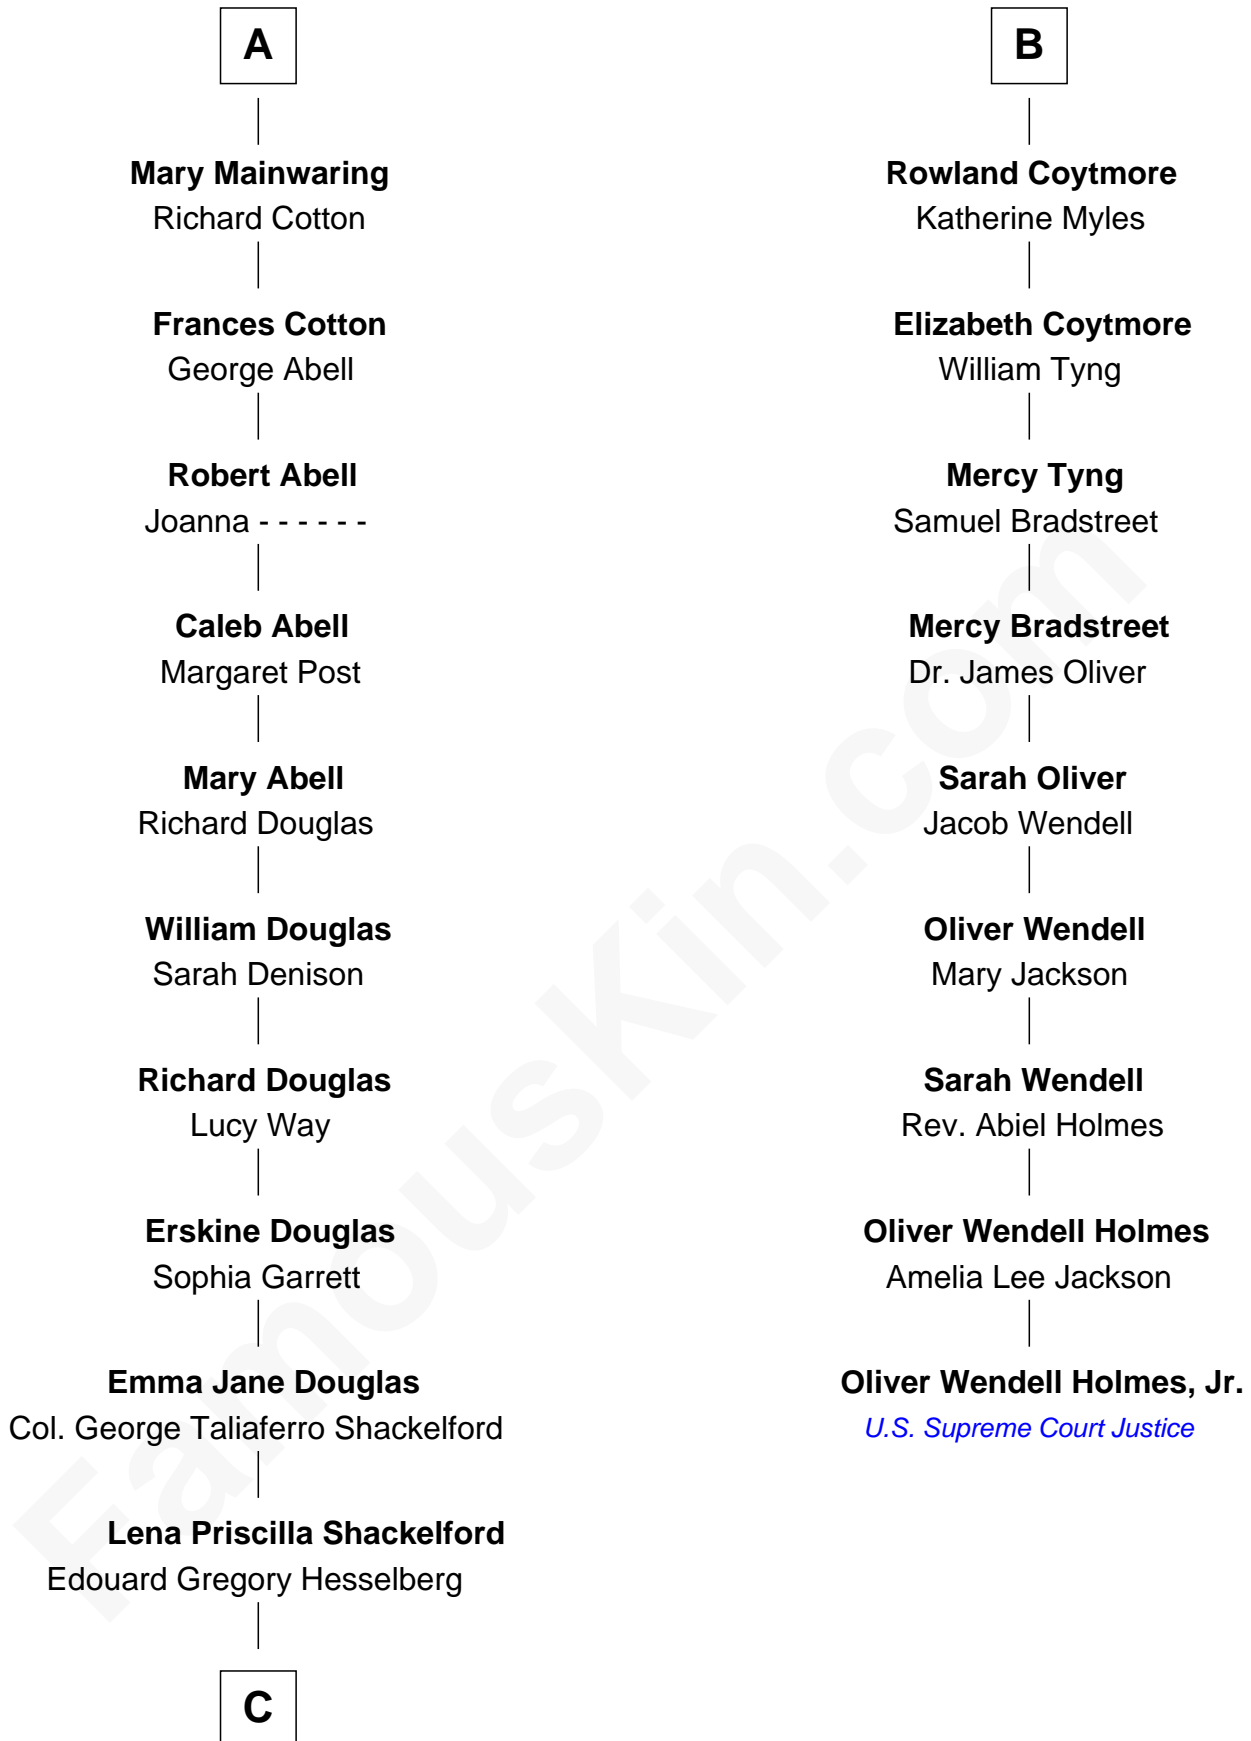 A
Mary Mainwaring
Richard Cotton
Frances Cotton
George Abell
Robert Abell
Joanna - - - - - -
Caleb Abell
Margaret Post
Mary Abell
Richard Douglas
William Douglas
Sarah Denison
Richard Douglas
Lucy Way
Erskine Douglas
Sophia Garrett
Emma Jane Douglas
Col. George Taliaferro Shackelford
Lena Priscilla Shackelford
Edouard Gregory Hesselberg
C
B
Rowland Coytmore
Katherine Myles
Elizabeth Coytmore
William Tyng
Mercy Tyng
Samuel Bradstreet
Mercy Bradstreet
Dr. James Oliver
Sarah Oliver
Jacob Wendell
Oliver Wendell
Mary Jackson
Sarah Wendell
Rev. Abiel Holmes
Oliver Wendell Holmes
Amelia Lee Jackson
Oliver Wendell Holmes, Jr.
U.S. Supreme Court Justice
FamousKin.com